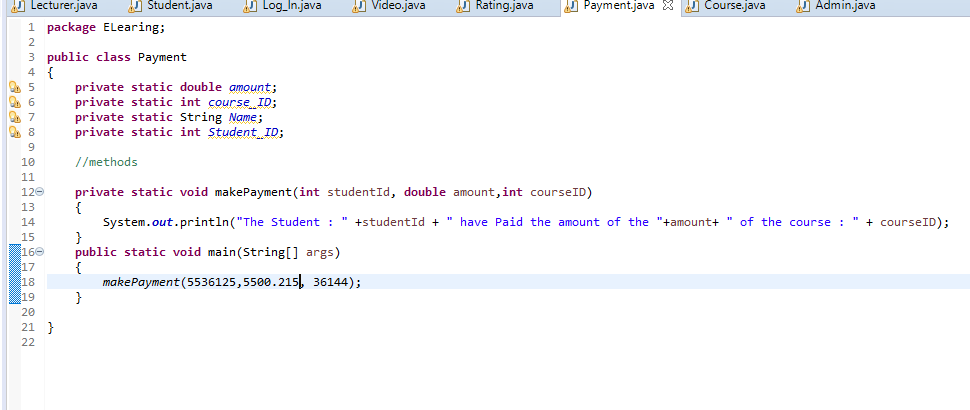 Lecturer.java Student.java Log_In.java Video.java Rating.java Payment.java Course.java Admin.java
1 package ELearing;
2
3 public class Payment
4 {
5 private static double amount;
6 private static int course_ID;
7 private static String Name;
8 private static int Student_ID;
9
10 //methods
11
12 private static void makePayment(int studentId, double amount,int courseID)
13 {
14 System.out.println("The Student : " +studentId + " have Paid the amount of the "+amount+ " of the course : " + courseID);
15 }
16 public static void main(String[] args)
17 {
18 makePayment(5536125,5500.215, 36144);
19 }
20
21 }
22